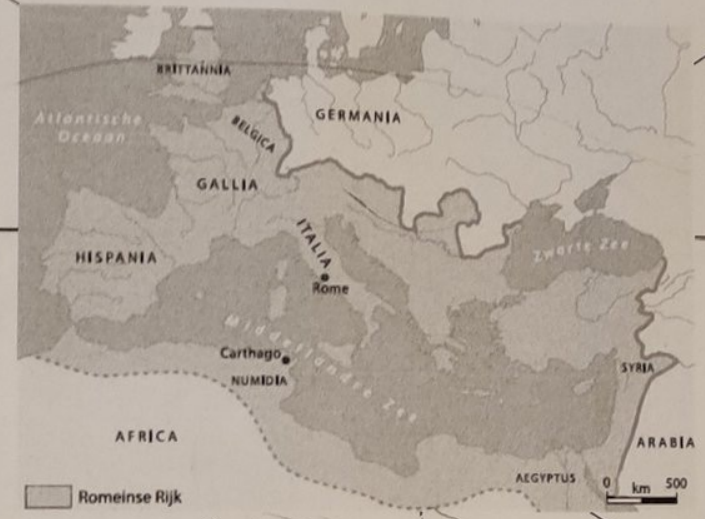 BRITTANNIA
Atlantische
Oceaan
BELGICA
GERMANIA
GALLIA
HISPANIA
ITALIA
Rome
Zwarte Zee
Middellandse Zee
Carthago
NUMIDIA
SYRIA
AFRICA
ARABIA
AEGYPTUS
0 km 500
Romeinse Rijk